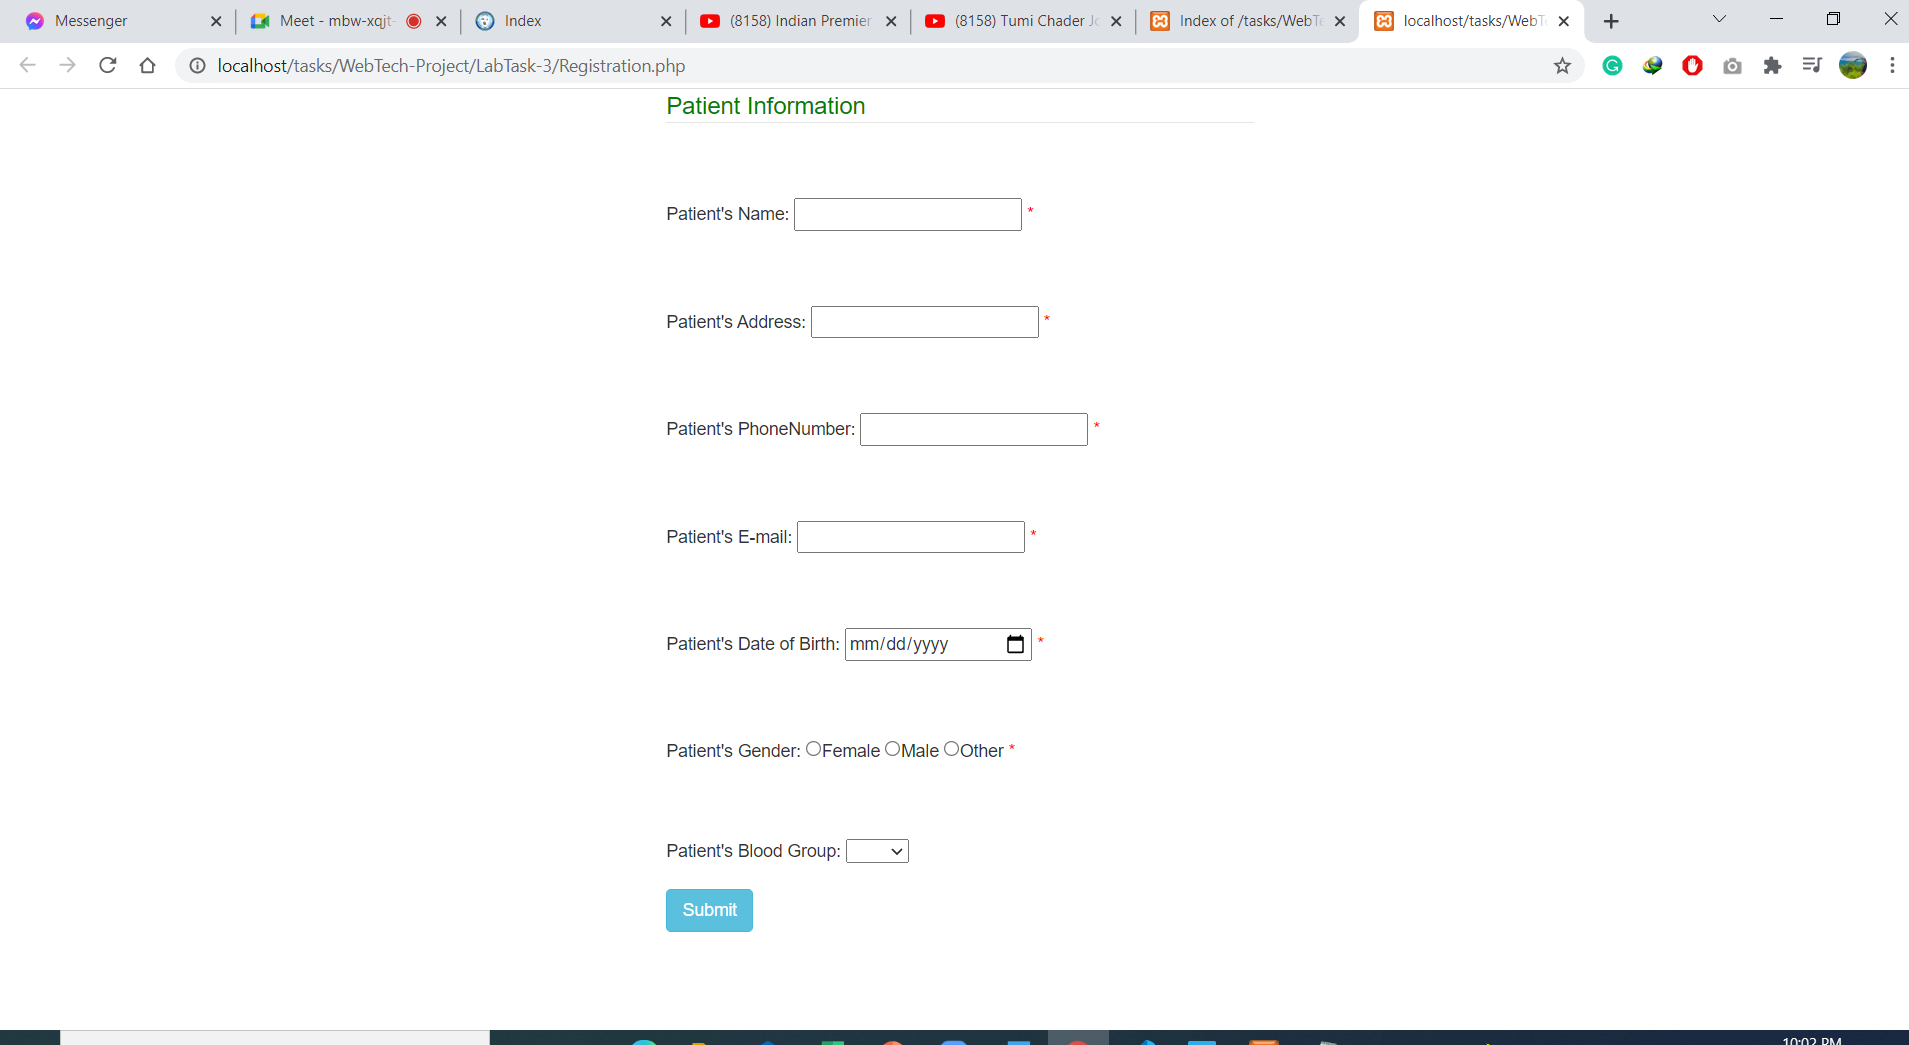 Messenger
Meet - mbw-xqjt-
Index
(8158) Indian Premier
(8158) Tumi Chader Jo
Index of /tasks/WebTe
localhost/tasks/WebTe
localhost/tasks/WebTech-Project/LabTask-3/Registration.php
Patient Information
Patient's Name: *
Patient's Address: *
Patient's PhoneNumber: *
Patient's E-mail: *
Patient's Date of Birth: mm/dd/yyyy *
Patient's Gender: Female Male Other *
Patient's Blood Group:
Submit
10:02 PM